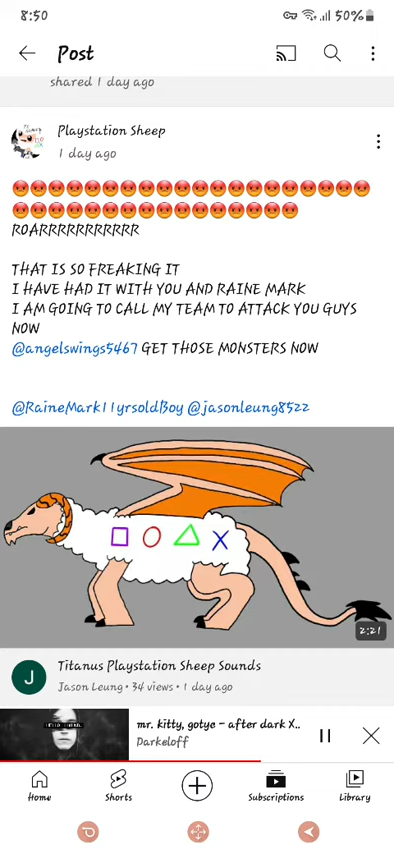 8:50
50%
Post
shared 1 day ago
Playstation Sheep
1 day ago
😡😡😡😡😡😡😡😡😡😡😡😡😡😡😡😡😡😡😡😡
😡😡😡😡😡😡😡😡😡😡😡😡😡😡😡😡
ROARRRRRRRRRRR
THAT IS SO FREAKING IT
I HAVE HAD IT WITH YOU AND RAINE MARK
I AM GOING TO CALL MY TEAM TO ATTACK YOU GUYS
NOW
@angelswings5467 GET THOSE MONSTERS NOW
@RaineMark11yrsoldBoy @jasonleung8522
2:21
J
Titanus Playstation Sheep Sounds
Jason Leung • 34 views • 1 day ago
mr. kitty, gotye – after dark X..
Darkeloff
Home
Shorts
Subscriptions
Library